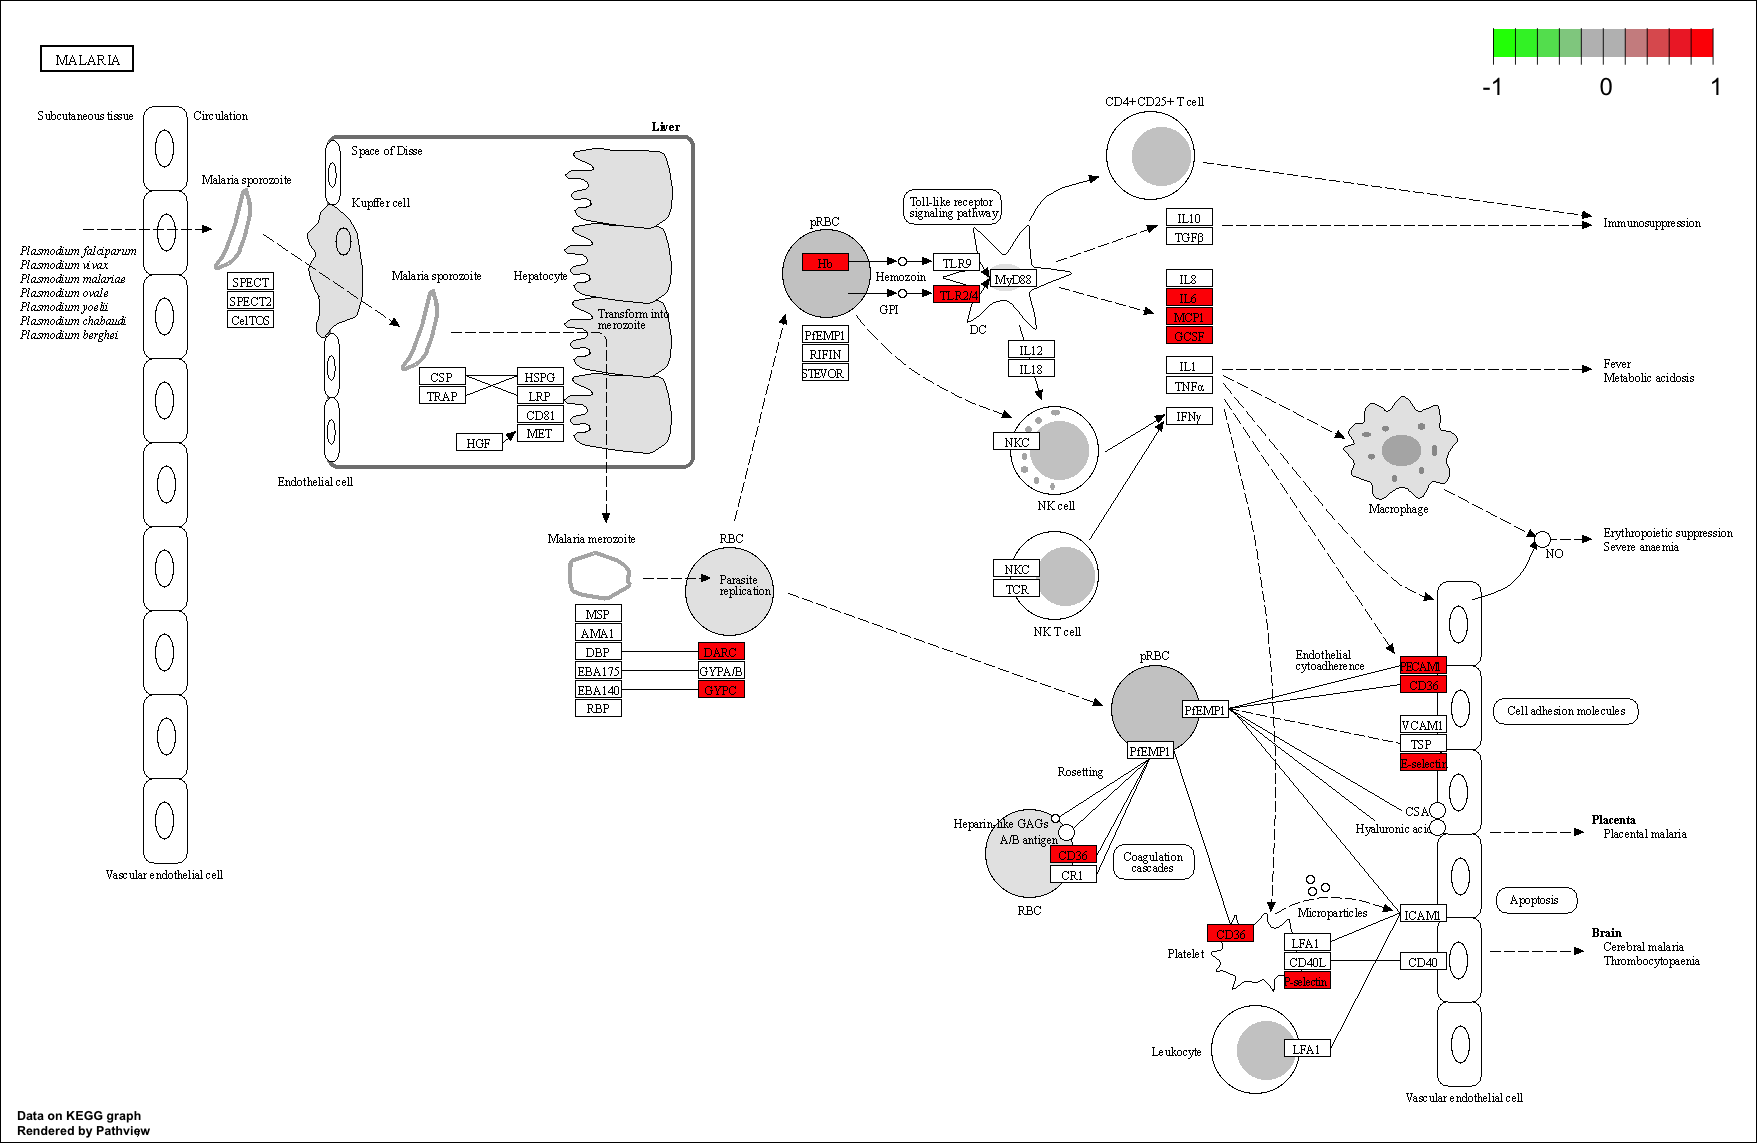 MALARIA
-1 0 1
Subcutaneous tissue
Circulation
Liver
Space of Disse
Malaria sporozoite
Kupffer cell
Plasmodium falciparum
Plasmodium vivax
Plasmodium malariae
Plasmodium ovale
Plasmodium yoelii
Plasmodium chabaudi
Plasmodium berghei
SPECT
SPECT2
CelTOS
Malaria sporozoite
Hepatocyte
Transform into
merozoite
CSP
TRAP
HSPG
LRP
CD81
MET
HGF
Endothelial cell
Vascular endothelial cell
Malaria merozoite
MSP
AMA1
DBP
EBA175
EBA140
RBP
RBC
Parasite
replication
DARC
GYPA/B
GYPC
pRBC
Hb
Hemozoin
GPI
PfEMP1
RIFIN
STEVOR
Toll-like receptor
signaling pathway
TLR9
TLR2/4
MyD88
DC
IL12
IL18
CD4+CD25+ T cell
IL10
TGFβ
IL8
IL6
MCP1
GCSF
IL1
TNFα
IFNγ
NKC
NK cell
NKC
TCR
NK T cell
Immunosuppression
Fever
Metabolic acidosis
Macrophage
NO
Erythropoietic suppression
Severe anaemia
pRBC
PfEMP1
PfEMP1
Endothelial
cytoadherence
PECAM1
CD36
VCAM1
TSP
E-selectin
Cell adhesion molecules
Rosetting
Heparin-like GAGs
A/B antigen
CD36
CR1
RBC
Coagulation
cascades
CSA
Hyaluronic acid
Placenta
Placental malaria
Microparticles
ICAM1
Apoptosis
CD36
Platelet
LFA1
CD40L
P-selectin
CD40
Brain
Cerebral malaria
Thrombocytopaenia
Leukocyte
LFA1
Vascular endothelial cell
Data on KEGG graph
Rendered by Pathview